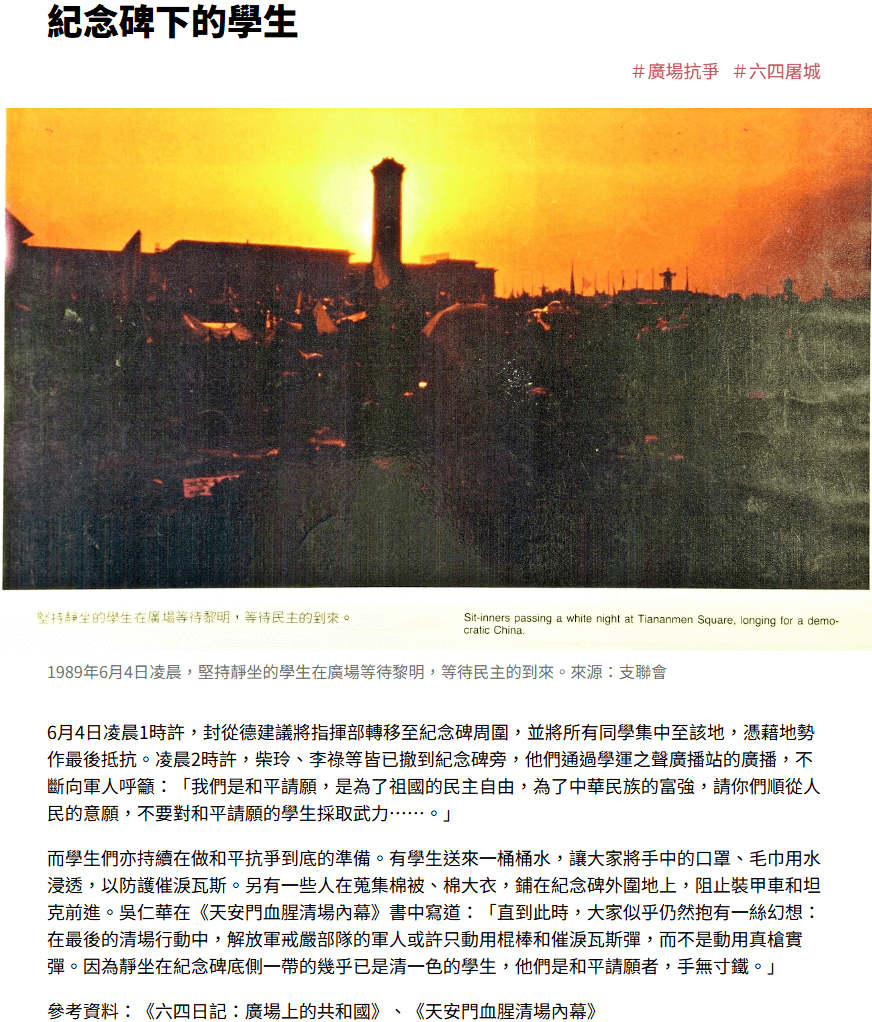 紀念碑下的學生
＃廣場抗爭 ＃六四屠城
堅持靜坐的學生在廣場等待黎明，等待民主的到來。
Sit-inners passing a white night at Tiananmen Square, longing for a demo-
cratic China.
1989年6月4日凌晨，堅持靜坐的學生在廣場等待黎明，等待民主的到來。來源：支聯會
6月4日凌晨1時許，封從德建議將指揮部轉移至紀念碑周圍，並將所有同學集中至該地，憑藉地勢
作最後抵抗。凌晨2時許，柴玲、李祿等皆已撤到紀念碑旁，他們通過學運之聲廣播站的廣播，不
斷向軍人呼籲：「我們是和平請願，是為了祖國的民主自由，為了中華民族的富強，請你們順從人
民的意願，不要對和平請願的學生採取武力⋯⋯。」
而學生們亦持續在做和平抗爭到底的準備。有學生送來一桶桶水，讓大家將手中的口罩、毛巾用水
浸透，以防護催淚瓦斯。另有一些人在蒐集棉被、棉大衣，鋪在紀念碑外圍地上，阻止裝甲車和坦
克前進。吳仁華在《天安門血腥清場內幕》書中寫道：「直到此時，大家似乎仍然抱有一絲幻想：
在最後的清場行動中，解放軍戒嚴部隊的軍人或許只動用棍棒和催淚瓦斯彈，而不是動用真槍實
彈。因為靜坐在紀念碑底側一帶的幾乎已是清一色的學生，他們是和平請願者，手無寸鐵。」
參考資料：《六四日記：廣場上的共和國》、《天安門血腥清場內幕》